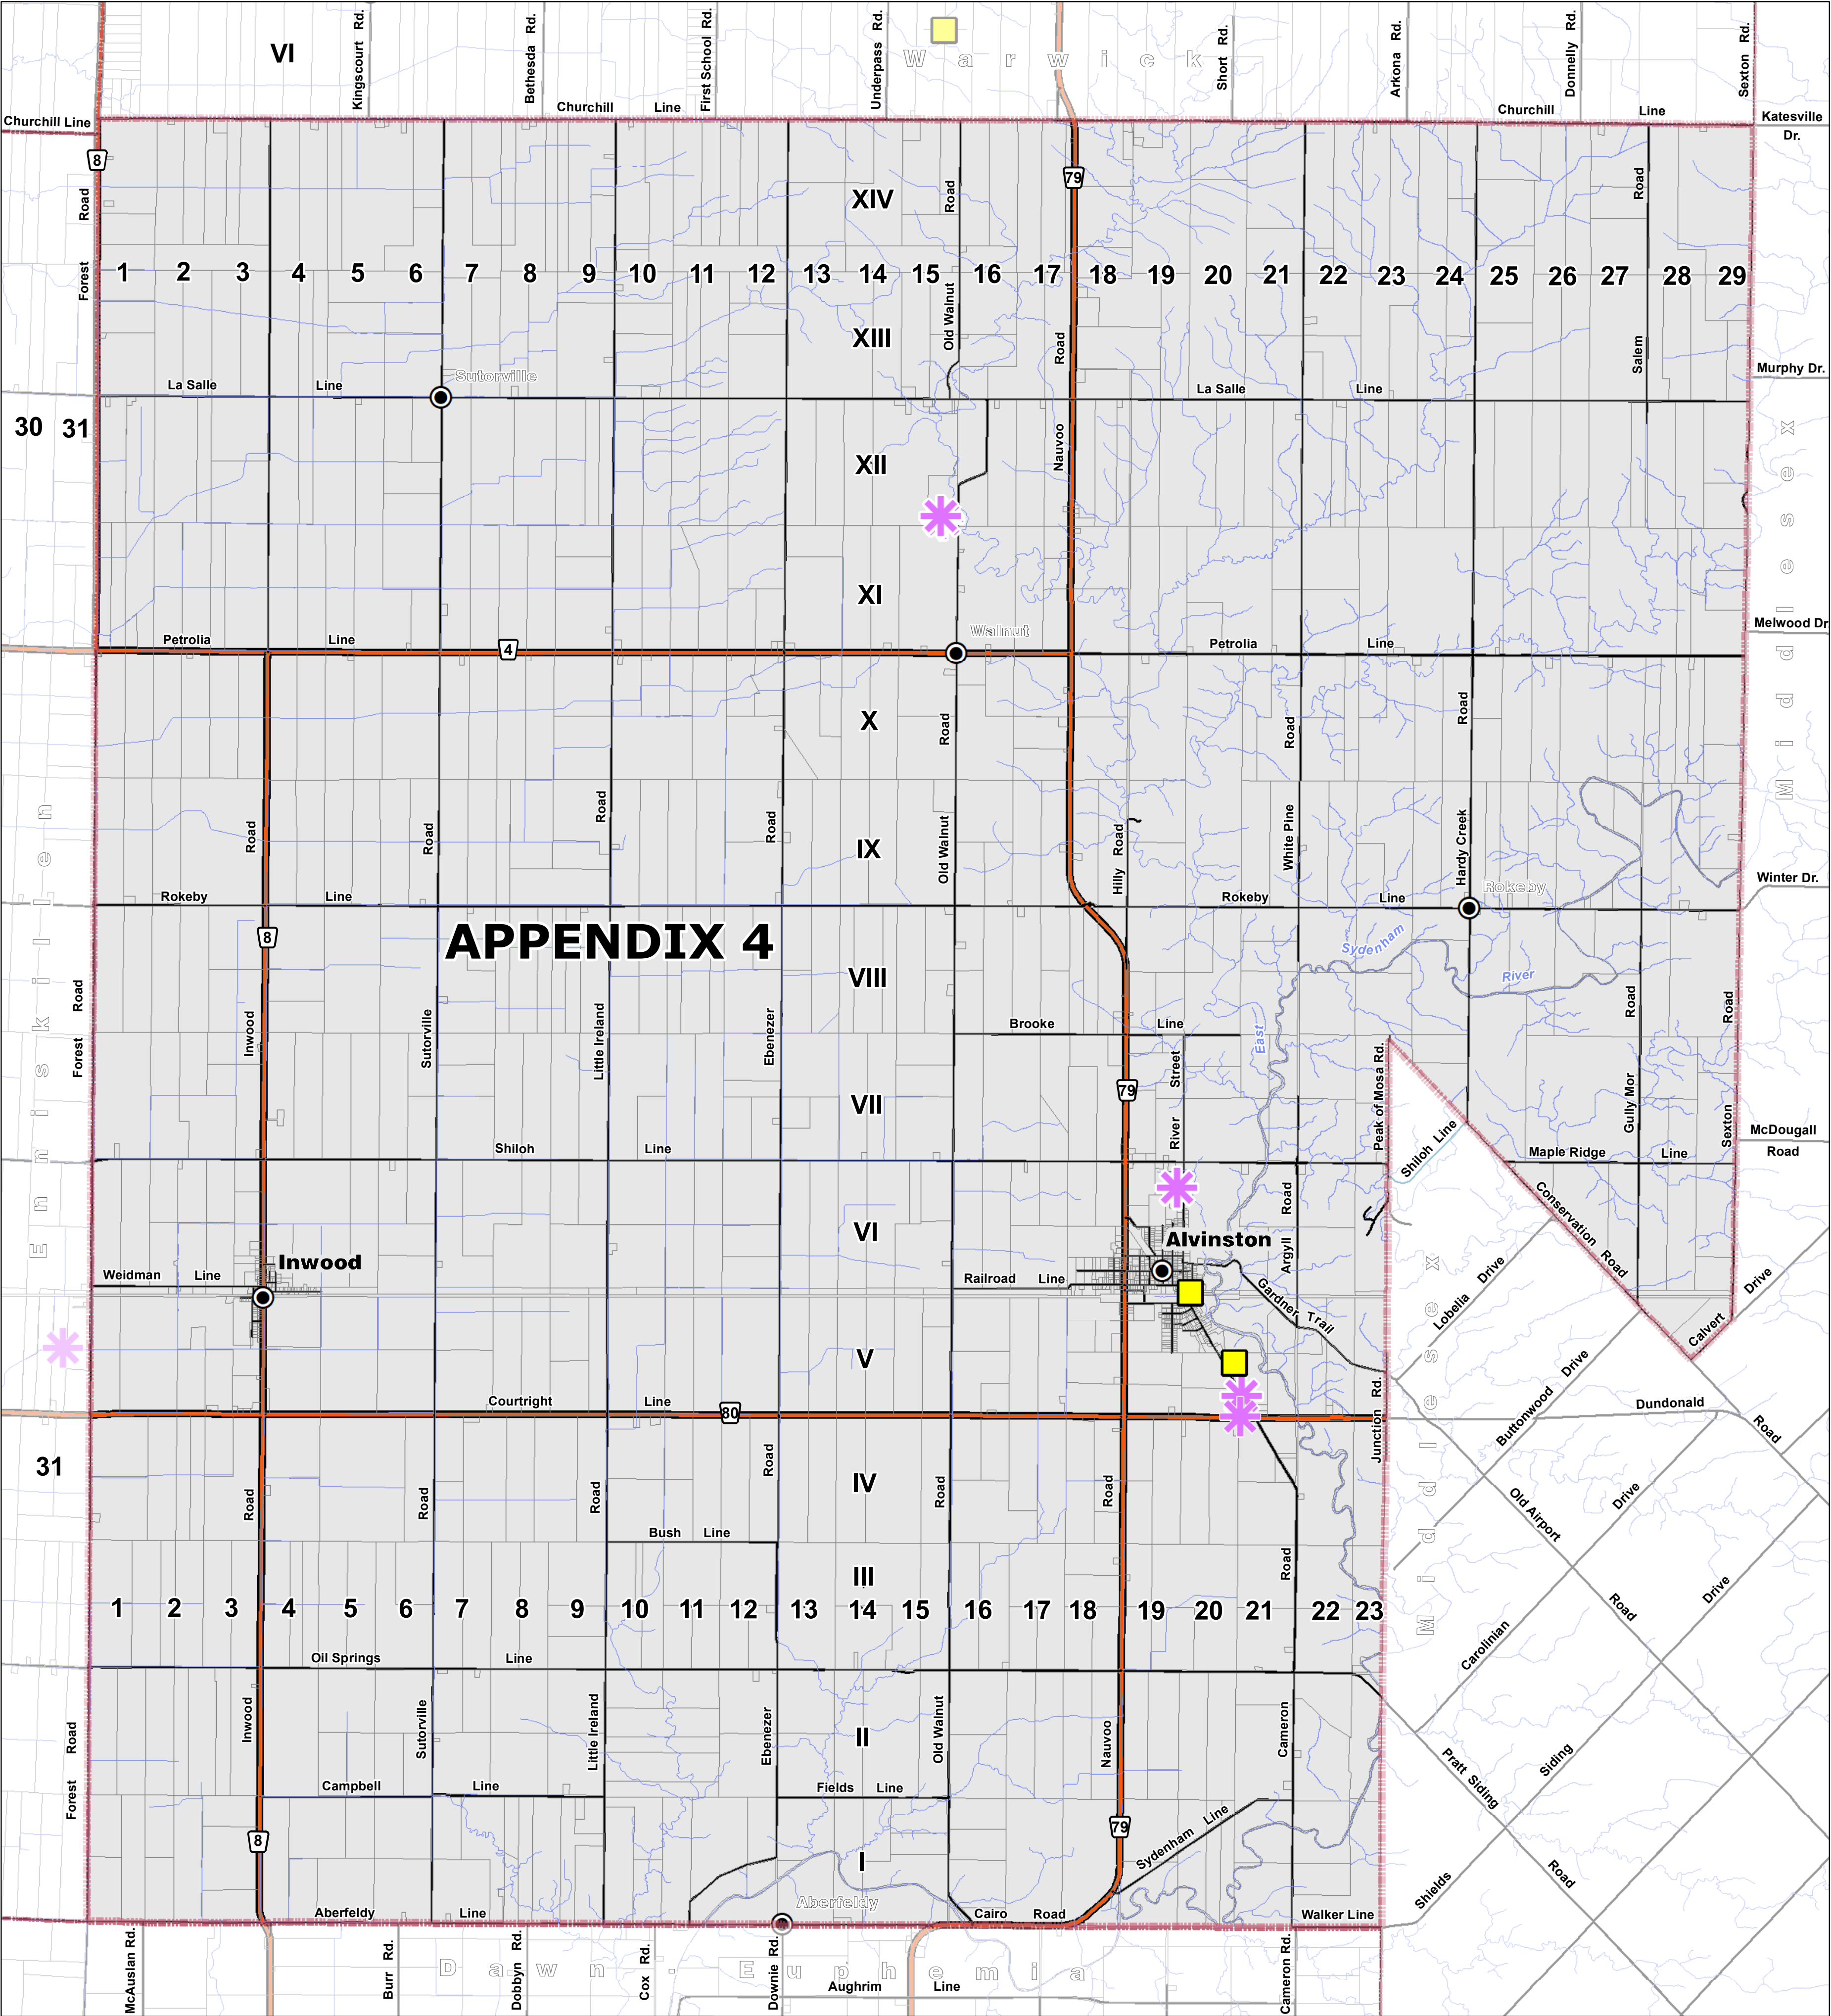 VI
Kingscourt Rd.
Bethesda Rd.
First School Rd.
Underpass Rd.
Warwick
Short Rd.
Arkona Rd.
Donnelly Rd.
Sexton Rd.
Churchill Line
Churchill Line
Churchill Line
Katesville Dr.
8
79
Forest Road
XIV
Old Walnut Road
Salem Road
1 2 3 4 5 6 7 8 9 10 11 12 13 14 15 16 17 18 19 20 21 22 23 24 25 26 27 28 29
XIII
Nauvoo Road
Murphy Dr.
La Salle Line
Sutorville
La Salle Line
30 31
XII
Middlesex
XI
Melwood Dr
Petrolia Line
4
Walnut
Petrolia Line
X
Inwood Road
Sutorville Road
Little Ireland Road
Ebenezer Road
Old Walnut Road
Hilly Road
White Pine Road
Hardy Creek Road
IX
Winter Dr.
Rokeby Line
Rokeby Line
Rokeby
8
APPENDIX 4
Enniskillen
VIII
Sydenham River
East
Forest Road
Brooke Line
River Street
79
Peak of Mosa Rd.
Gully Mor Road
Sexton Road
VII
McDougall Road
Shiloh Line
Shiloh Line
Maple Ridge Line
Conservation Road
VI
Argyll Road
Alvinston
Inwood
Weidman Line
Railroad Line
Gardner Trail
Lobelia Drive
Calvert Drive
V
Buttonwood Drive
Middlesex
Courtright Line
80
Dundonald Road
Junction Rd.
31
IV
Old Airport Road
Drive
Bush Line
III
Cameron Road
1 2 3 4 5 6 7 8 9 10 11 12 13 14 15 16 17 18 19 20 21 22 23
Carolinian Drive
Oil Springs Line
Forest Road
Inwood Road
Sutorville Road
Little Ireland Road
Ebenezer Road
Old Walnut Road
Nauvoo Road
II
Campbell Line
Fields Line
Pratt Siding Road
Shields Siding
8
79
Sydenham Line
I
Aberfeldy
Aberfeldy Line
Cairo Road
Walker Line
McAuslan Rd.
Burr Rd.
Dobbyn Rd.
Cox Rd.
Downie Rd.
Cameron Rd.
Dawn - Euphemia
Aughrim Line